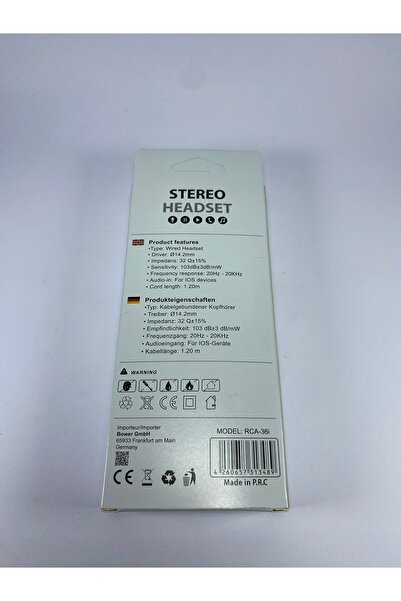 STEREO
HEADSET
Product features
•Type: Wired Headset
•Driver: Ø14.2mm
•Impedans: 32 Q±15%
•Sensitivity: 103dB±3dB/mW
•Frequency response: 20Hz - 20KHz
•Audio-in: For IOS devices
•Cord length: 1.20m
Produkteigenschaften
•Typ: Kabelgebundener Kopfhörer
•Treiber: Ø14.2mm
•Impedanz: 32 Q±15%
•Empfindlichkeit: 103 dB±3 dB/mW
•Frequenzgang: 20Hz - 20KHz
•Audioeingang: Für IOS-Geräte
•Kabellänge: 1.20 m
WARNING
Importeur/Importer
Bower GmbH
65933 Frankfurt am Main
Germany
MODEL: RCA-36i
4 260657 313489
CE
Made in P.R.C